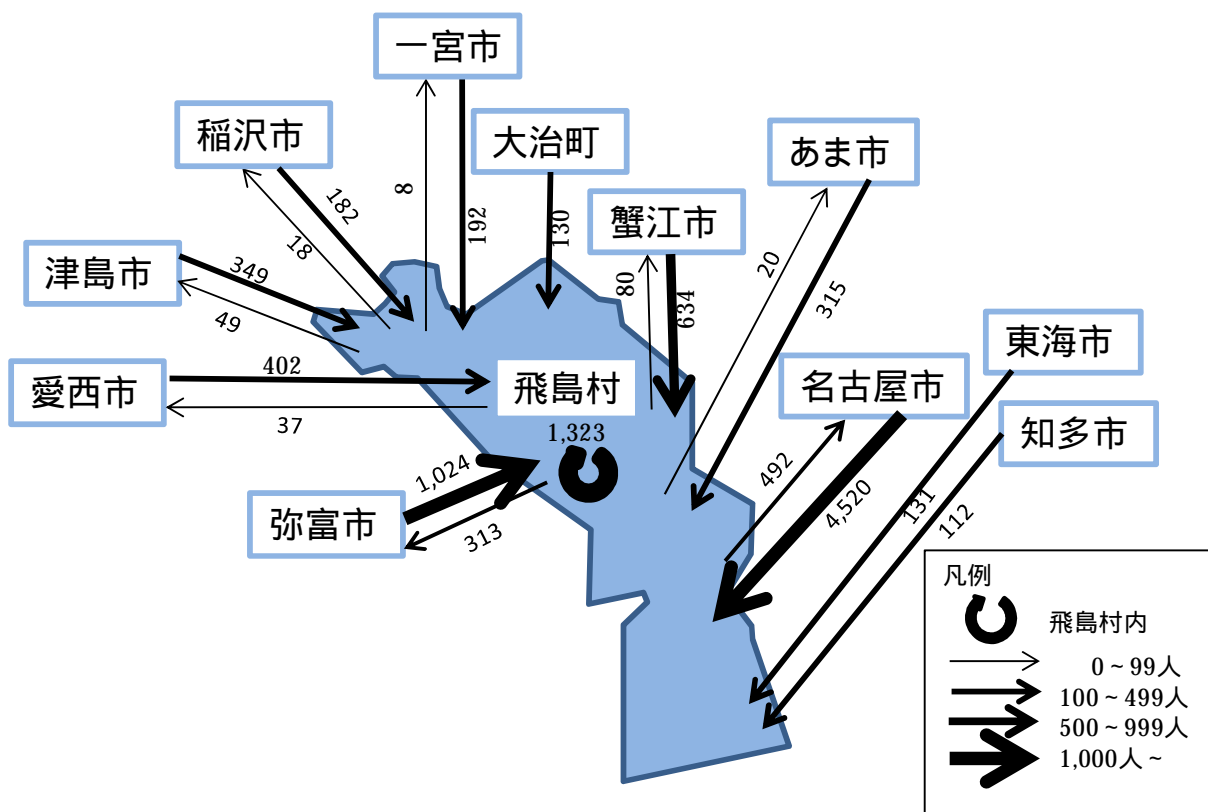 一宮市
稲沢市
大治町
あま市
蟹江市
津島市
東海市
名古屋市
愛西市
飛島村
知多市
弥富市
8
192
182
18
130
20
315
80
634
349
49
402
37
1,323
1,024
313
492
4,520
131
112
凡例
飛島村内
0~99人
100~499人
500~999人
1,000人~